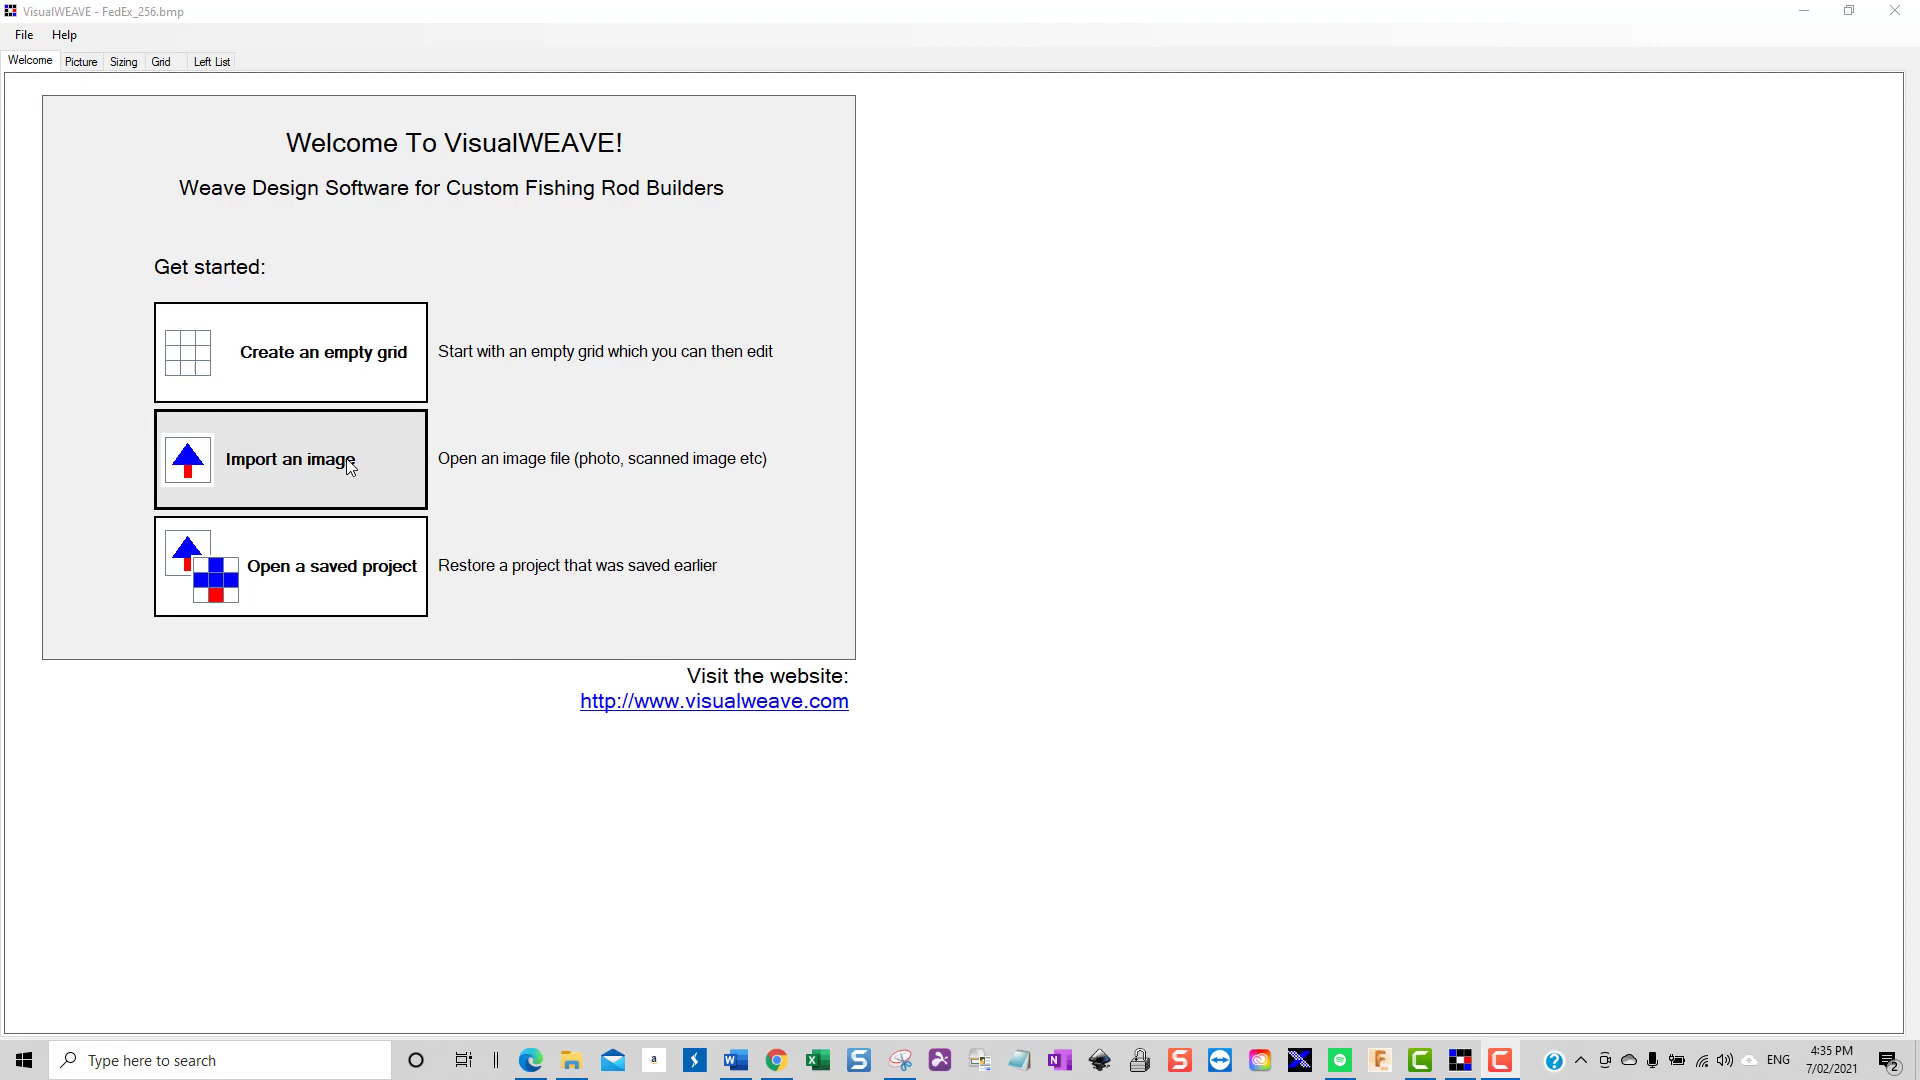 VisualWEAVE - FedEx_256.bmp
File Help
Welcome Picture Sizing Grid Left List
Welcome To VisualWEAVE!
Weave Design Software for Custom Fishing Rod Builders
Get started:
Create an empty grid Start with an empty grid which you can then edit
Import an image Open an image file (photo, scanned image etc)
Open a saved project Restore a project that was saved earlier
Visit the website:
http://www.visualweave.com
Type here to search
ENG
4:35 PM
7/02/2021
2